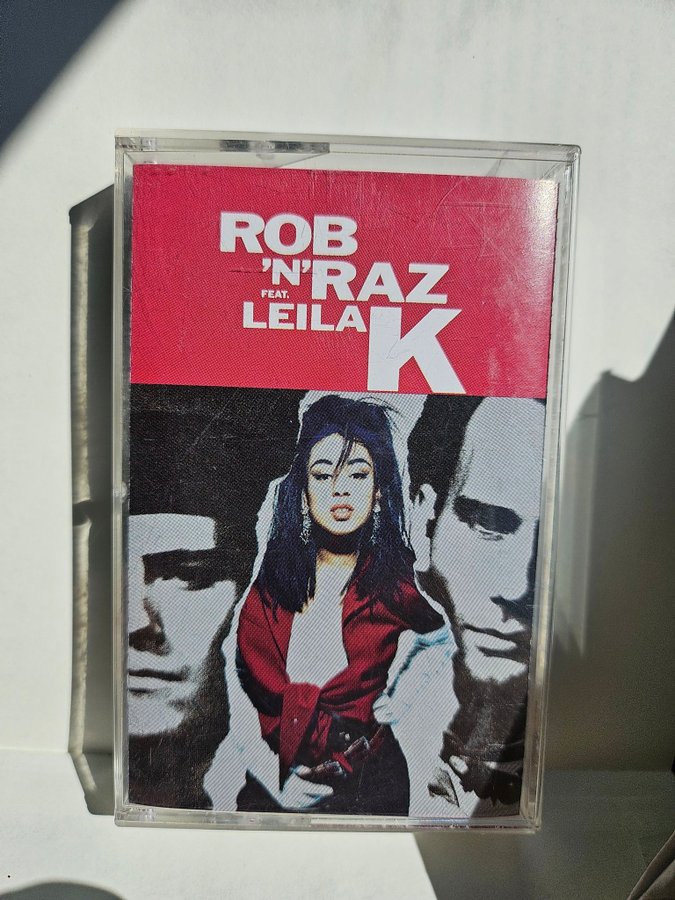 ROB
'N' RAZ
FEAT.
LEILA K